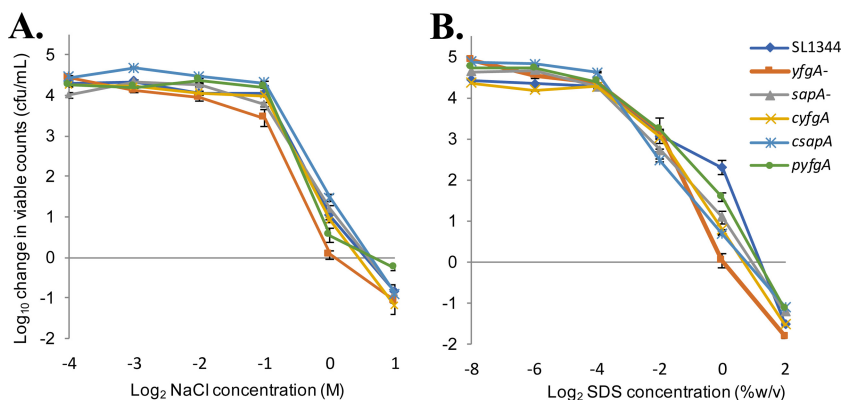 A.
B.
Log10 change in viable counts (cfu/mL)
5
4
3
2
1
0
-1
-2
-4 -3 -2 -1 0 1
Log2 NaCl concentration (M)
5
4
3
2
1
0
-1
-2
-8 -6 -4 -2 0 2
Log2 SDS concentration (%w/v)
SL1344
yfgA-
sapA-
cyfgA
csapA
pyfgA